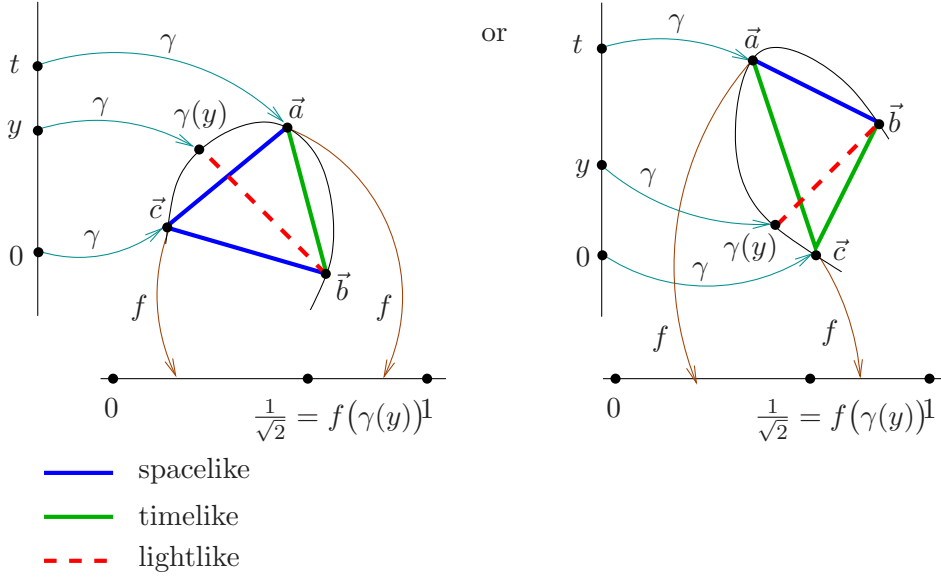 or
t
γ
y
γ
γ(y)
a⃗
c⃗
0
γ
b⃗
f
f
0
1/√2 = f(γ(y))
1
t
γ
a⃗
b⃗
y
γ
γ(y)
c⃗
0
γ
f
f
0
1/√2 = f(γ(y))
1
spacelike
timelike
lightlike